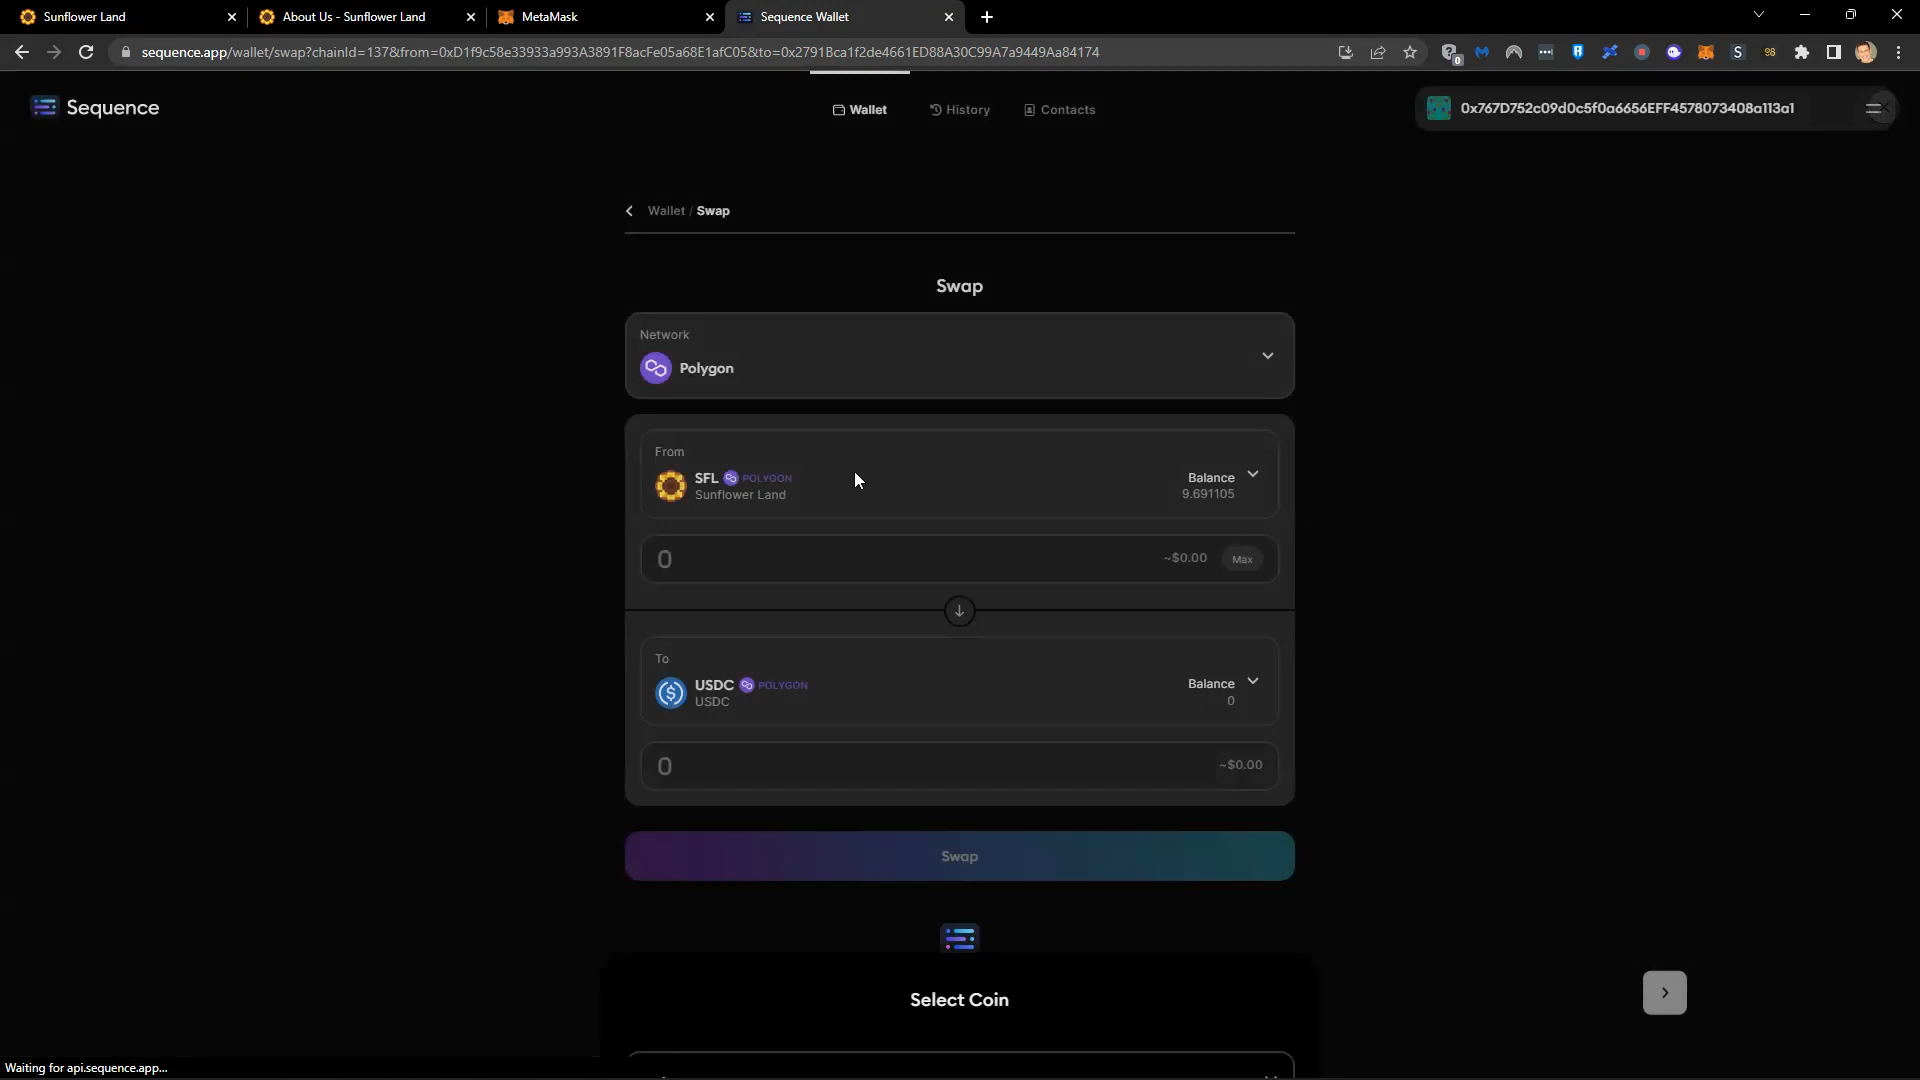 Sunflower Land
About Us - Sunflower Land
MetaMask
Sequence Wallet
sequence.app/wallet/swap?chainId=137&from=0xD1f9c58e33933a993A3891F8acFe05a68E1afC05&to=0x2791Bca1f2de4661ED88A30C99A7a9449Aa84174
0
S
98
Sequence
Wallet
History
Contacts
0x767D752c09d0c5f0a6656EFF4578073408a113a1
Wallet / Swap
Swap
Network
Polygon
From
SFL POLYGON
Sunflower Land
Balance
9.691105
0
~$0.00
Max
To
USDC POLYGON
USDC
Balance
0
0
~$0.00
Swap
Select Coin
Waiting for api.sequence.app...